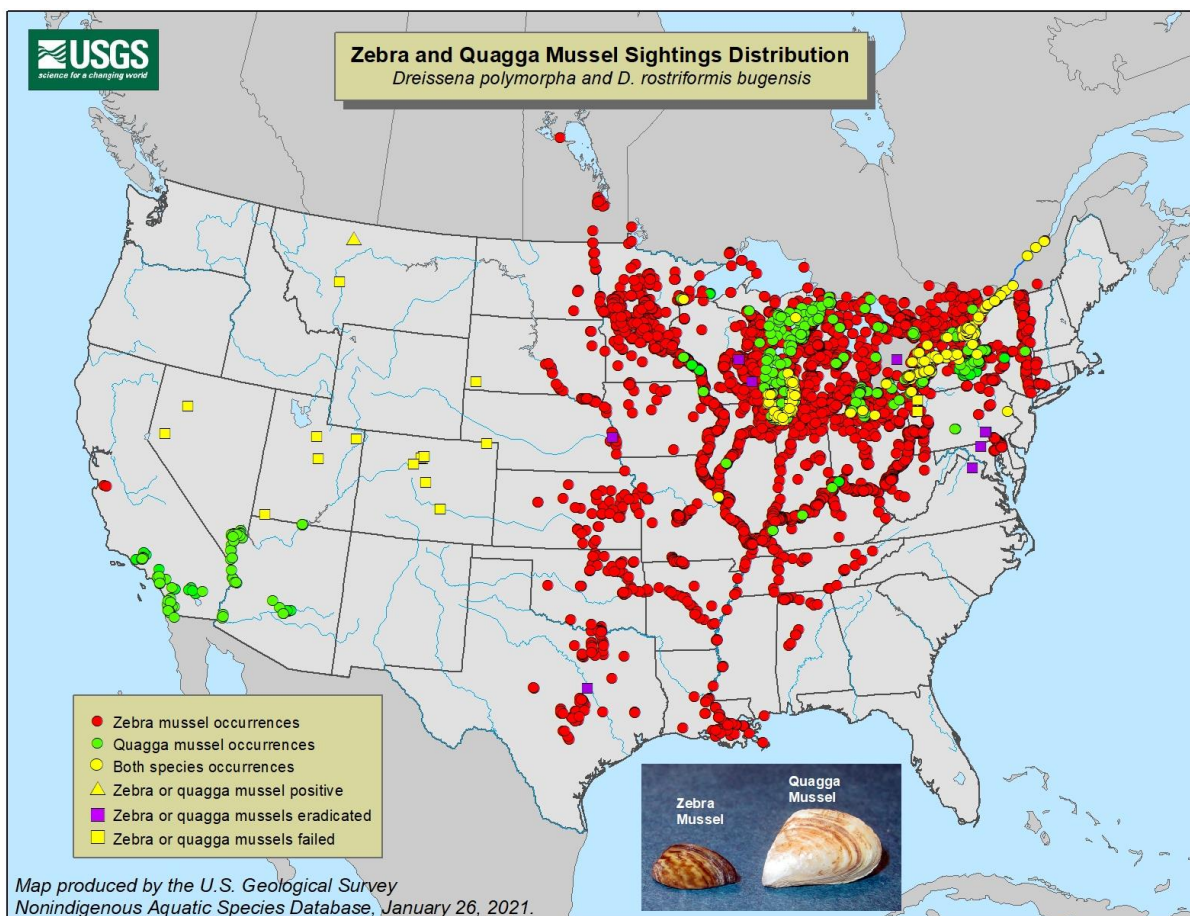 USGS
science for a changing world
Zebra and Quagga Mussel Sightings Distribution
Dreissena polymorpha and D. rostriformis bugensis
Zebra mussel occurrences
Quagga mussel occurrences
Both species occurrences
Zebra or quagga mussel positive
Zebra or quagga mussels eradicated
Zebra or quagga mussels failed
Zebra
Mussel
Quagga
Mussel
Map produced by the U.S. Geological Survey
Nonindigenous Aquatic Species Database, January 26, 2021.